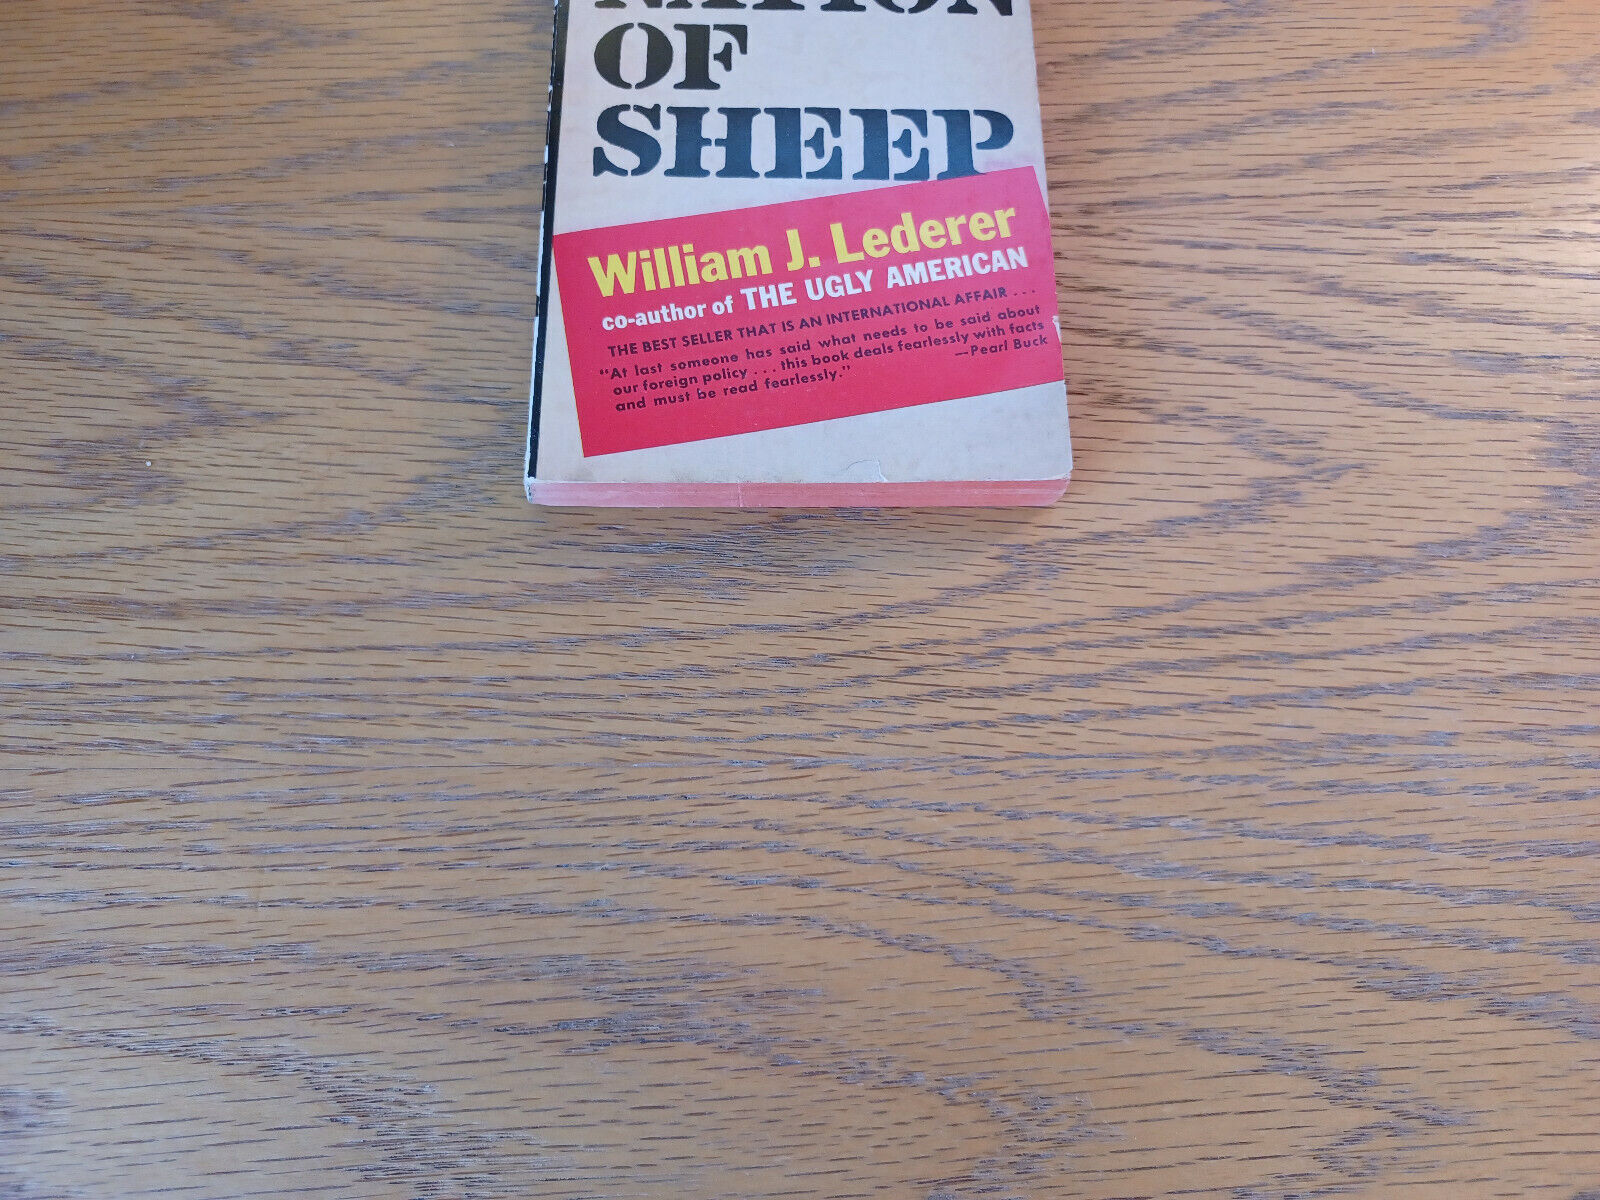 NATION
OF
SHEEP
William J. Lederer
co-author of THE UGLY AMERICAN
THE BEST SELLER THAT IS AN INTERNATIONAL AFFAIR . . .
"At last someone has said what needs to be said about
our foreign policy . . . this book deals fearlessly with facts
and must be read fearlessly."
—Pearl Buck